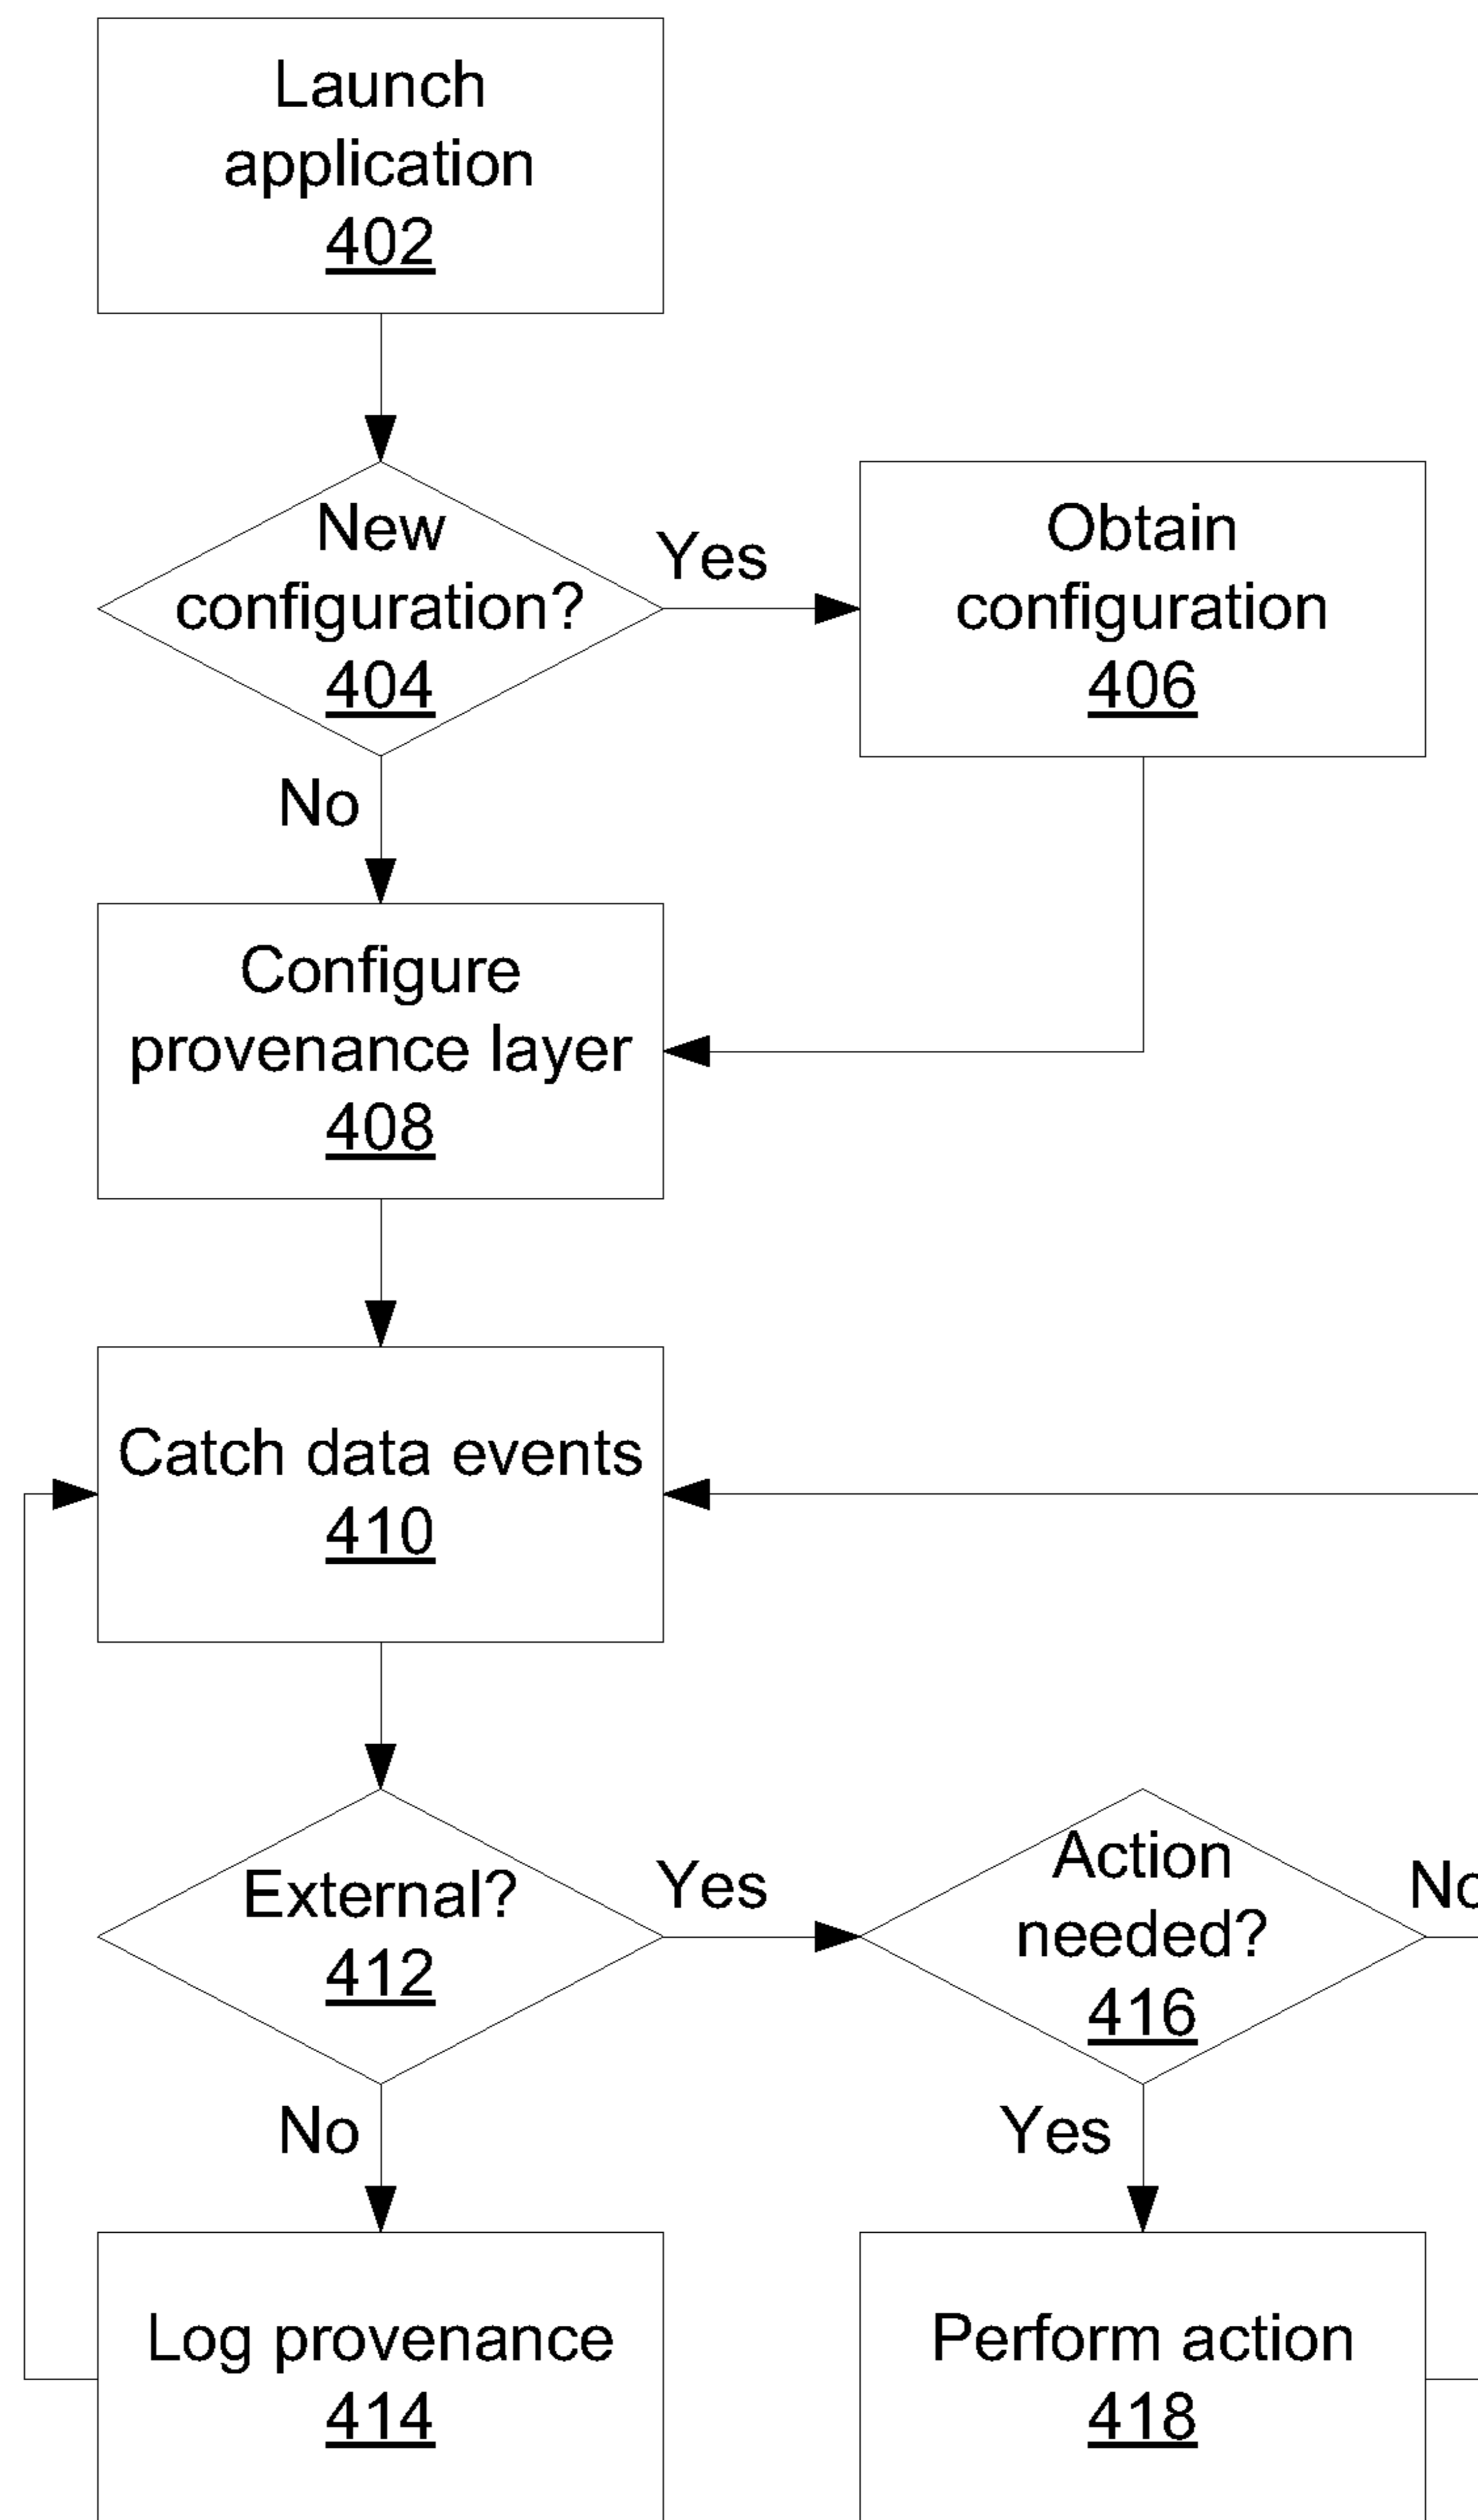 Launch
application
402
New
configuration?
404
Yes
Obtain
configuration
406
No
Configure
provenance layer
408
Catch data events
410
External?
412
Yes
Action
needed?
416
No
No
Yes
Log provenance
414
Perform action
418